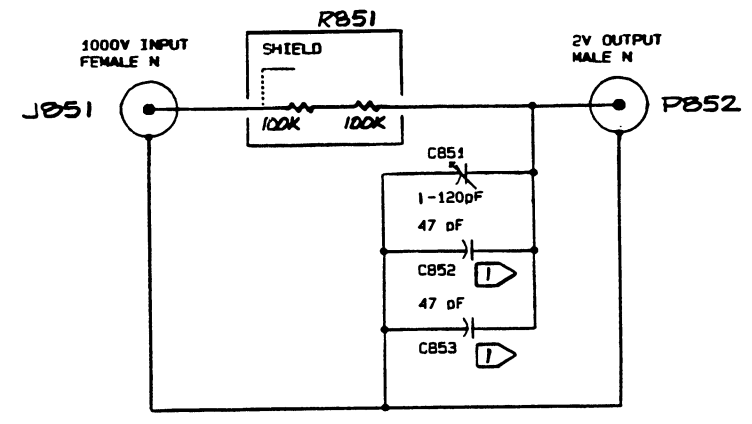 R851
1000V INPUT
FEMALE N
SHIELD
2V OUTPUT
MALE N
J851
P852
100K
100K
C851
1-120pF
47 pF
C852
1
47 pF
C853
1